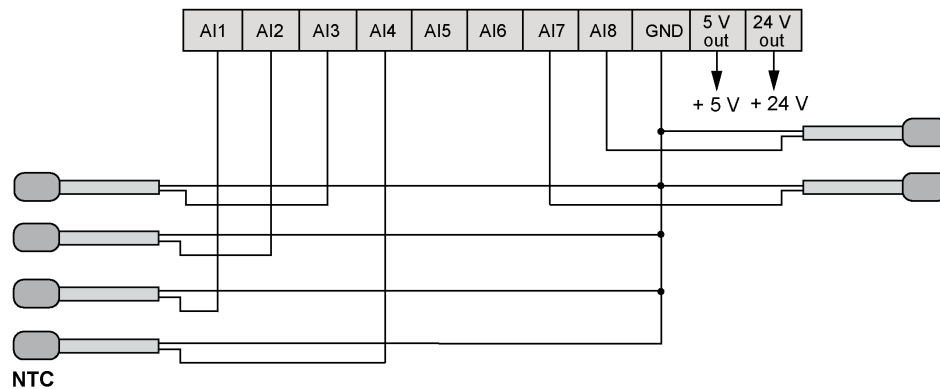 AI1 AI2 AI3 AI4 AI5 AI6 AI7 AI8 GND 5 V out 24 V out
+ 5 V + 24 V
NTC